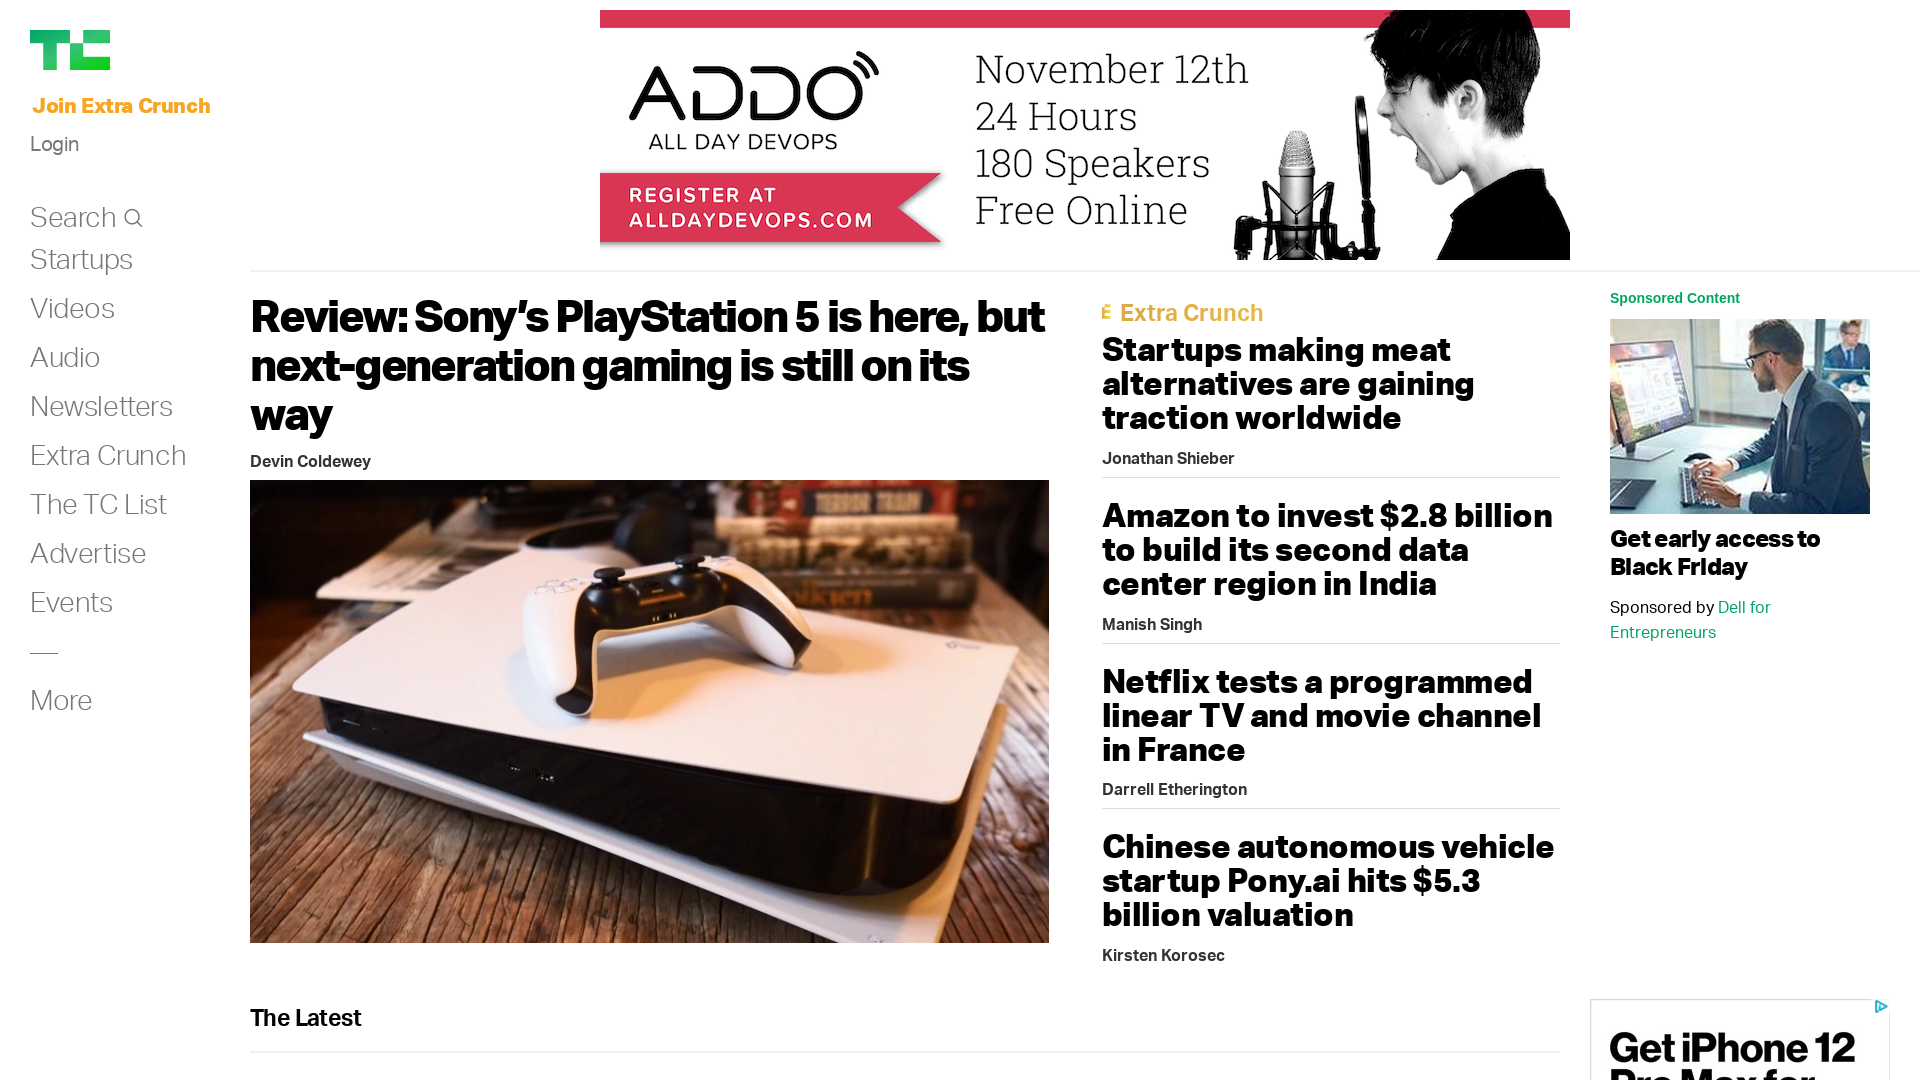 TC
Join Extra Crunch
Login
Search
Startups
Videos
Audio
Newsletters
Extra Crunch
The TC List
Advertise
Events
More
ADDO
ALL DAY DEVOPS
REGISTER AT
ALLDAYDEVOPS.COM
November 12th
24 Hours
180 Speakers
Free Online
Review: Sony’s PlayStation 5 is here, but
next-generation gaming is still on its
way
Devin Coldewey
TERROR TRAIN
Extra Crunch
Startups making meat
alternatives are gaining
traction worldwide
Jonathan Shieber
Amazon to invest $2.8 billion
to build its second data
center region in India
Manish Singh
Netflix tests a programmed
linear TV and movie channel
in France
Darrell Etherington
Chinese autonomous vehicle
startup Pony.ai hits $5.3
billion valuation
Kirsten Korosec
Sponsored Content
Get early access to
Black Friday
Sponsored by Dell for
Entrepreneurs
The Latest
Get iPhone 12
Pro Max for